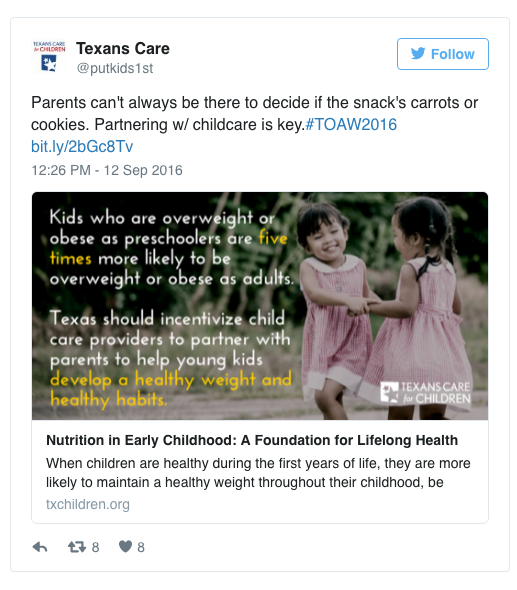 TEXANS CARE
for CHILDREN
Texans Care
@putkids1st
Follow
Parents can't always be there to decide if the snack's carrots or
cookies. Partnering w/ childcare is key.#TOAW2016
bit.ly/2bGc8Tv
12:26 PM - 12 Sep 2016
Kids who are overweight or
obese as preschoolers are five
times more likely to be
overweight or obese as adults.
Texas should incentivize child
care providers to partner with
parents to help young kids
develop a healthy weight and
healthy habits.
TEXANS CARE
for CHILDREN
Nutrition in Early Childhood: A Foundation for Lifelong Health
When children are healthy during the first years of life, they are more
likely to maintain a healthy weight throughout their childhood, be
txchildren.org
8
8